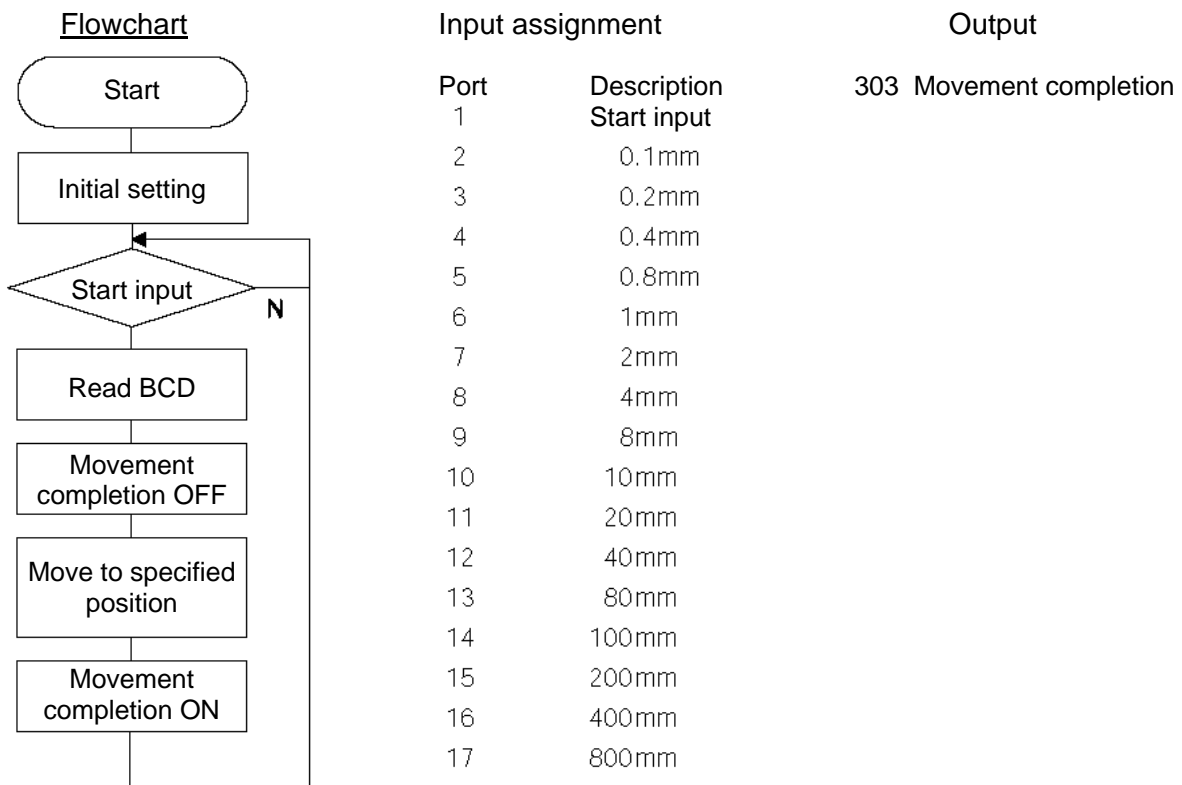 Flowchart
Start
Initial setting
Start input
N
Read BCD
Movement
completion OFF
Move to specified
position
Movement
completion ON
Input assignment
Port Description
1 Start input
2 0.1mm
3 0.2mm
4 0.4mm
5 0.8mm
6 1mm
7 2mm
8 4mm
9 8mm
10 10mm
11 20mm
12 40mm
13 80mm
14 100mm
15 200mm
16 400mm
17 800mm
Output
303 Movement completion